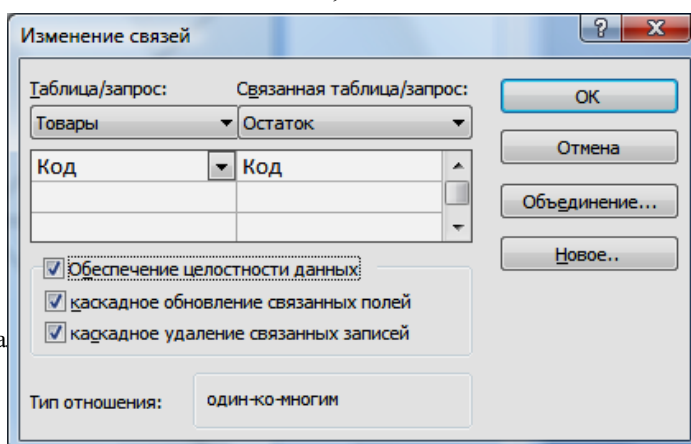 Изменение связей
Таблица/запрос: Связанная таблица/запрос:
Товары Остаток
Код Код
ОК
Отмена
Объединение...
Новое..
Обеспечение целостности данных
каскадное обновление связанных полей
каскадное удаление связанных записей
Тип отношения: один-ко-многим